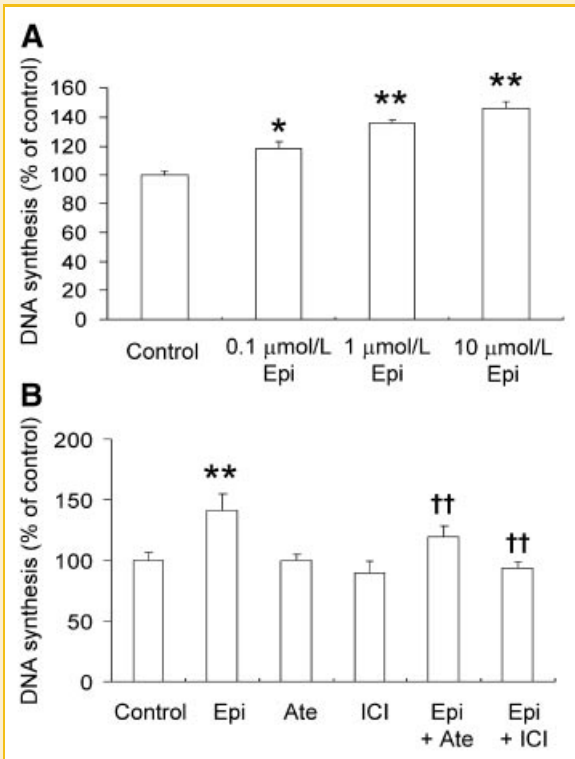 A
DNA synthesis (% of control)
160
140
120
100
80
60
40
20
0
*
**
**
Control
0.1 μmol/L
Epi
1 μmol/L
Epi
10 μmol/L
Epi
B
DNA synthesis (% of control)
200
150
100
50
0
**
††
††
Control
Epi
Ate
ICI
Epi
+ Ate
Epi
+ ICI